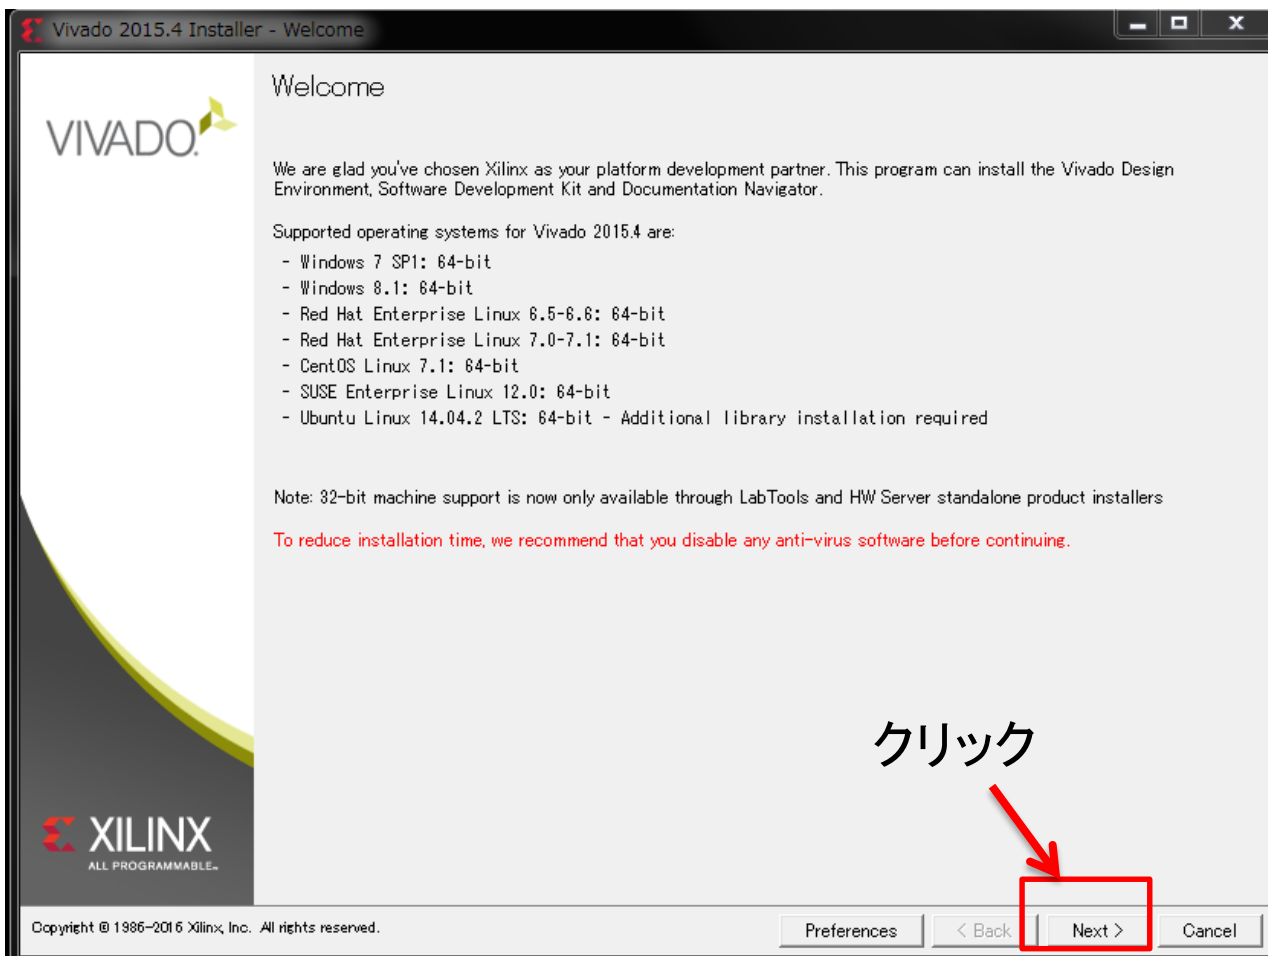 Vivado 2015.4 Installer - Welcome
VIVADO.
Welcome
We are glad you've chosen Xilinx as your platform development partner. This program can install the Vivado Design
Environment, Software Development Kit and Documentation Navigator.
Supported operating systems for Vivado 2015.4 are:
- Windows 7 SP1: 64-bit
- Windows 8.1: 64-bit
- Red Hat Enterprise Linux 6.5-6.6: 64-bit
- Red Hat Enterprise Linux 7.0-7.1: 64-bit
- CentOS Linux 7.1: 64-bit
- SUSE Enterprise Linux 12.0: 64-bit
- Ubuntu Linux 14.04.2 LTS: 64-bit - Additional library installation required
Note: 32-bit machine support is now only available through LabTools and HW Server standalone product installers
To reduce installation time, we recommend that you disable any anti-virus software before continuing.
クリック
XILINX
ALL PROGRAMMABLE™
Copyright © 1986-2016 Xilinx, Inc. All rights reserved.
Preferences
< Back
Next >
Cancel